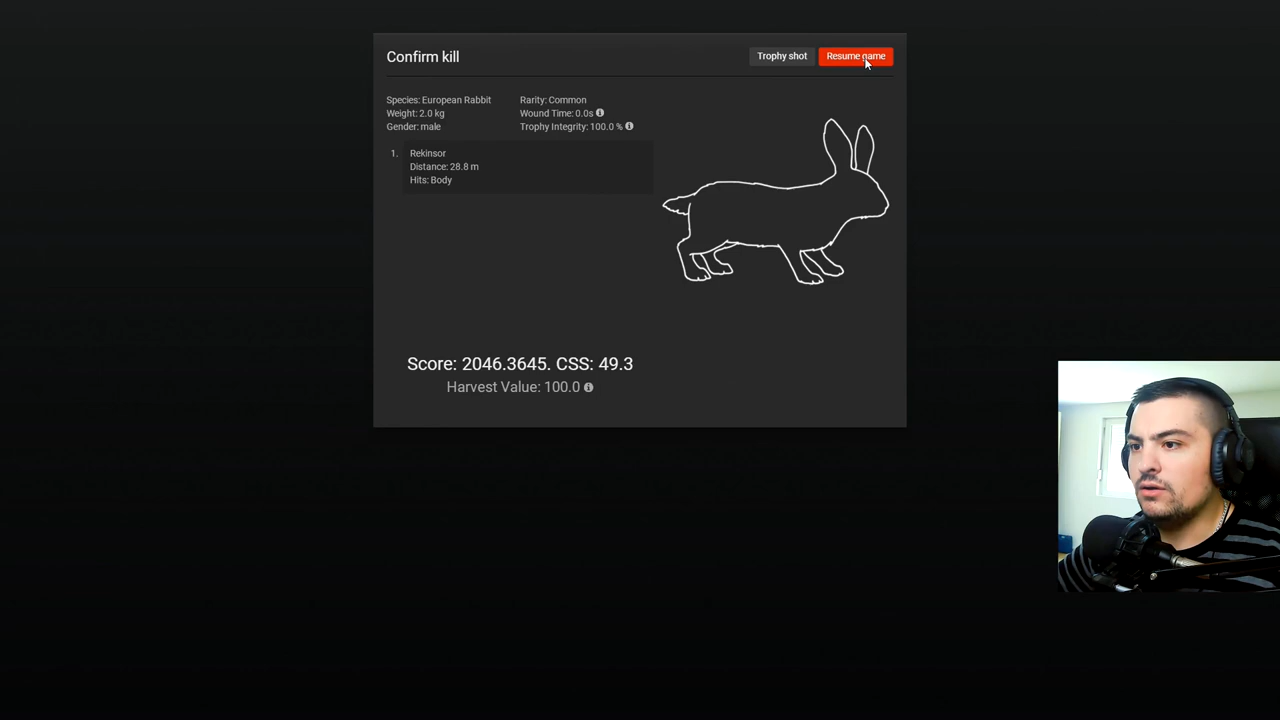 Confirm kill
Trophy shot
Resume game
Species: European Rabbit
Weight: 2.0 kg
Gender: male
Rarity: Common
Wound Time: 0.0s
Trophy Integrity: 100.0 %
1. Rekinsor
Distance: 28.8 m
Hits: Body
Score: 2046.3645. CSS: 49.3
Harvest Value: 100.0